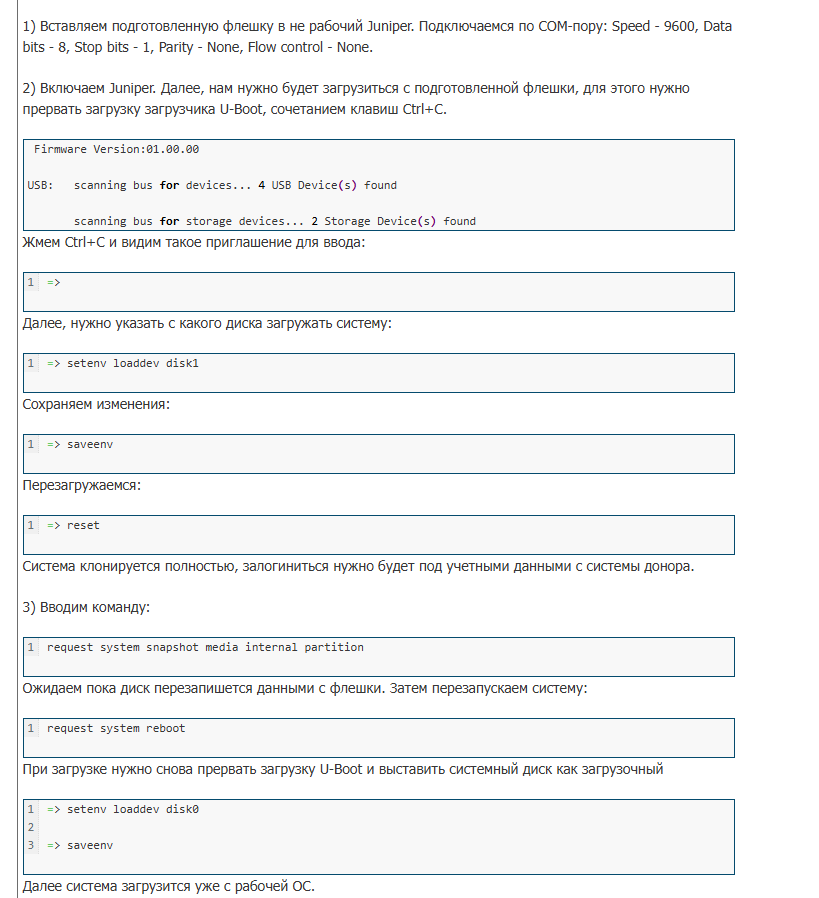 1) Вставляем подготовленную флешку в не рабочий Juniper. Подключаемся по COM-пору: Speed - 9600, Data
bits - 8, Stop bits - 1, Parity - None, Flow control - None.
2) Включаем Juniper. Далее, нам нужно будет загрузиться с подготовленной флешки, для этого нужно
прервать загрузку загрузчика U-Boot, сочетанием клавиш Ctrl+C.
Firmware Version:01.00.00
USB:   scanning bus for devices... 4 USB Device(s) found
scanning bus for storage devices... 2 Storage Device(s) found
Жмем Ctrl+C и видим такое приглашение для ввода:
1 =>
Далее, нужно указать с какого диска загружать систему:
1 => setenv loaddev disk1
Сохраняем изменения:
1 => saveenv
Перезагружаемся:
1 => reset
Система клонируется полностью, залогиниться нужно будет под учетными данными с системы донора.
3) Вводим команду:
1 request system snapshot media internal partition
Ожидаем пока диск перезапишется данными с флешки. Затем перезапускаем систему:
1 request system reboot
При загрузке нужно снова прервать загрузку U-Boot и выставить системный диск как загрузочный
1 => setenv loaddev disk0
2
3 => saveenv
Далее система загрузится уже с рабочей ОС.